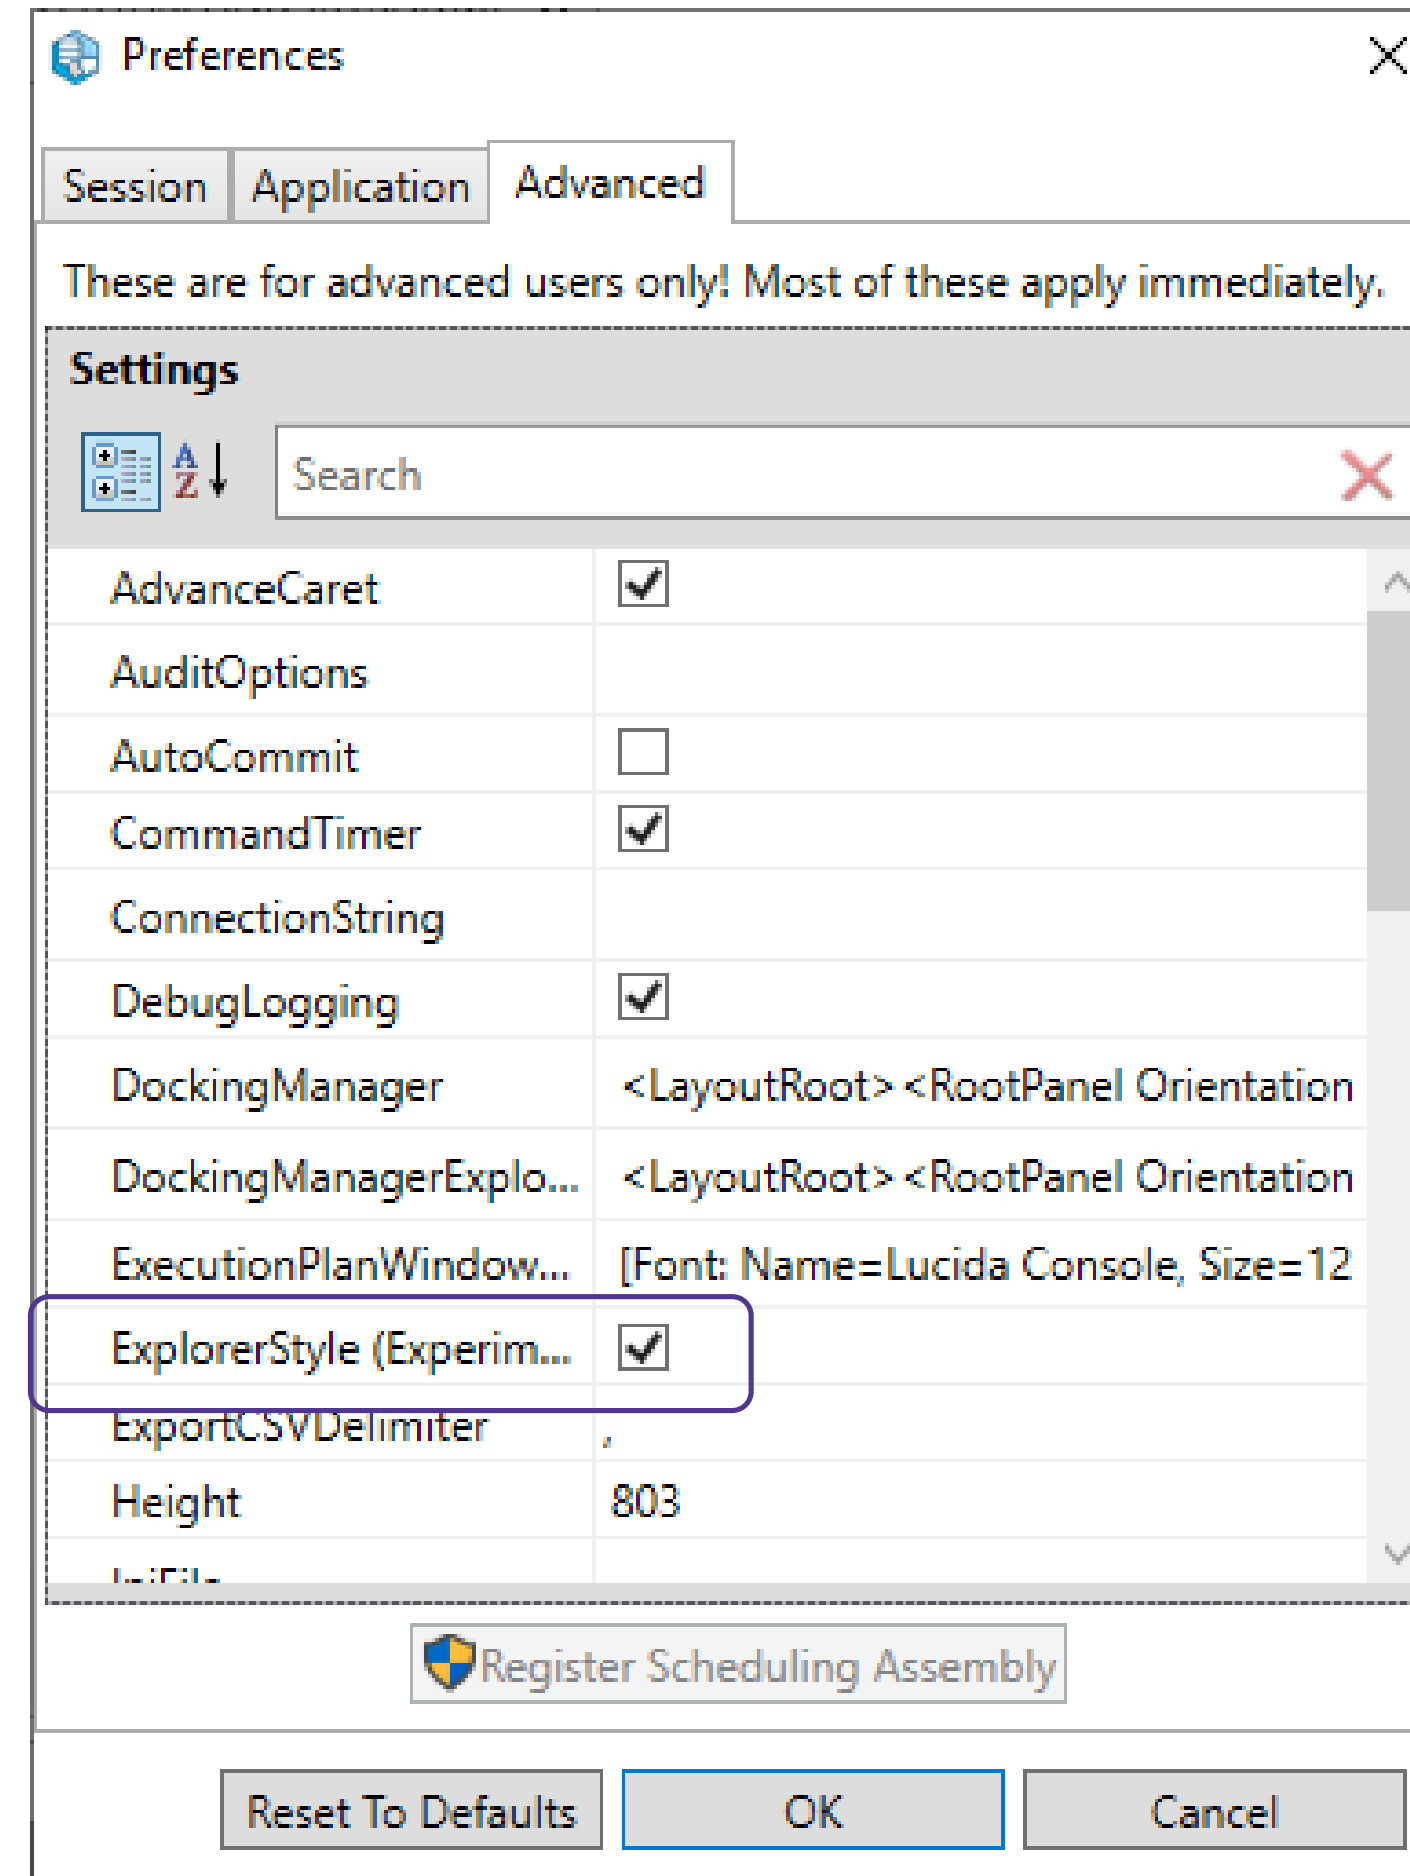 Preferences
Session Application Advanced
These are for advanced users only! Most of these apply immediately.
Settings
Search
AdvanceCaret
AuditOptions
AutoCommit
CommandTimer
ConnectionString
DebugLogging
DockingManager <LayoutRoot><RootPanel Orientation
DockingManagerExplo... <LayoutRoot><RootPanel Orientation
ExecutionPlanWindow... [Font: Name=Lucida Console, Size=12
ExplorerStyle (Experim...
ExportCSVDelimiter ,
Height 803
IniFile
Register Scheduling Assembly
Reset To Defaults OK Cancel